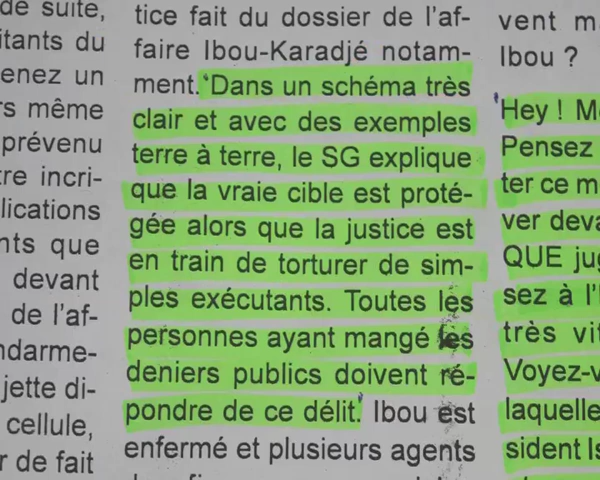 de suite,
itants du
enez un
rs même
prévenu
tre incri-
lications
nts que
devant
de l'af-
ndarme-
jette di-
cellule,
r de fait
tice fait du dossier de l'af-
faire Ibou-Karadjé notam-
ment. Dans un schéma très
clair et avec des exemples
terre à terre, le SG explique
que la vraie cible est proté-
gée alors que la justice est
en train de torturer de sim-
ples exécutants. Toutes les
personnes ayant mangé les
deniers publics doivent ré-
pondre de ce délit. Ibou est
enfermé et plusieurs agents
vent m
Ibou ?
Hey ! M
Pensez
ter ce m
ver deva
QUE jug
sez à l'
très vit
Voyez-v
laquelle
sident Is